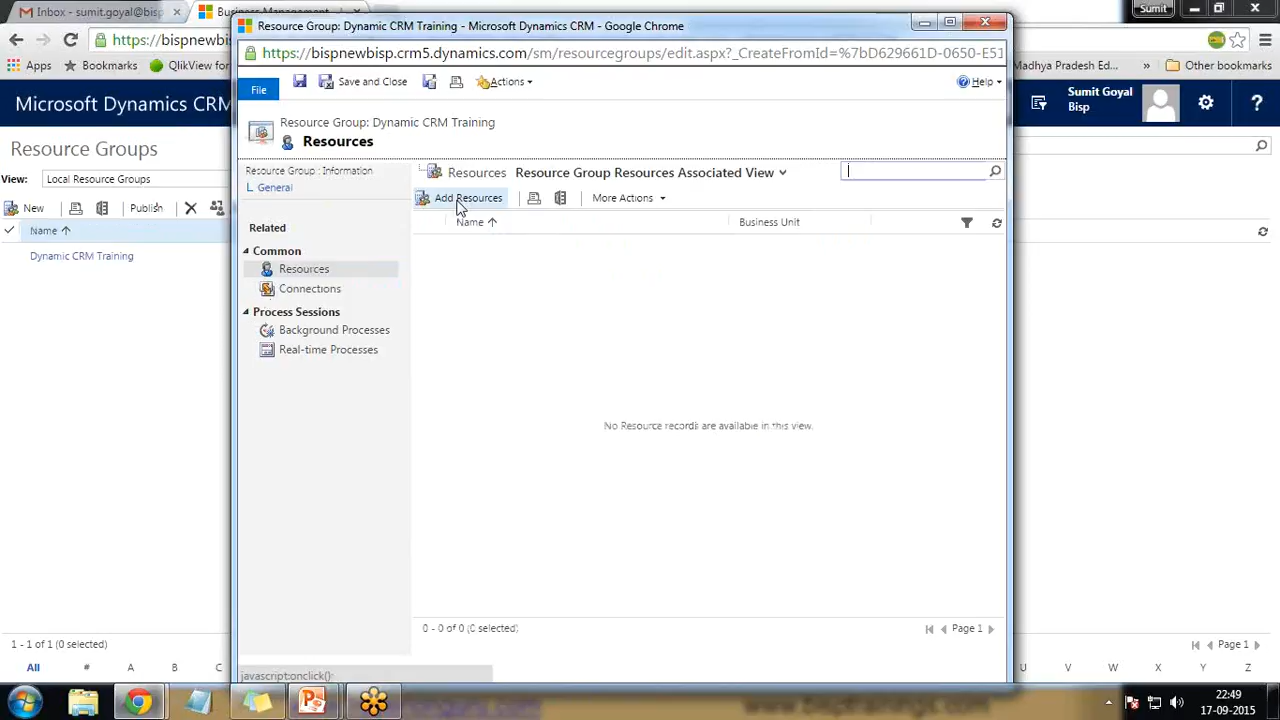 Inbox - sumit.goyal@bisp
Business Management
Sumit
Resource Group: Dynamic CRM Training - Microsoft Dynamics CRM - Google Chrome
https://bis
https://bispnewbisp.crm5.dynamics.com/sm/resourcegroups/edit.aspx?_CreateFromId=%7bD629661D-0650-E51
Apps
Bookmarks
QlikView fo
Madhya Pradesh Ed...
»
Other bookmarks
File
Save and Close
Actions
Help
Microsoft Dynamics CRM
Sumit Goyal
Bisp
Resource Groups
Resource Group: Dynamic CRM Training
Resources
View:
Local Resource Groups
New
Publish
Name
Dynamic CRM Training
Resource Group : Information
General
Related
Common
Resources
Connections
Process Sessions
Background Processes
Real-time Processes
Resources
Resource Group Resources Associated View
Add Resources
More Actions
Name
Business Unit
No Resource records are available in this view.
0 - 0 of 0 (0 selected)
Page 1
1 - 1 of 1 (0 selected)
Page 1
All
#
A
B
C
U
V
W
X
Y
Z
javascript:onclick();
22:49
17-09-2015